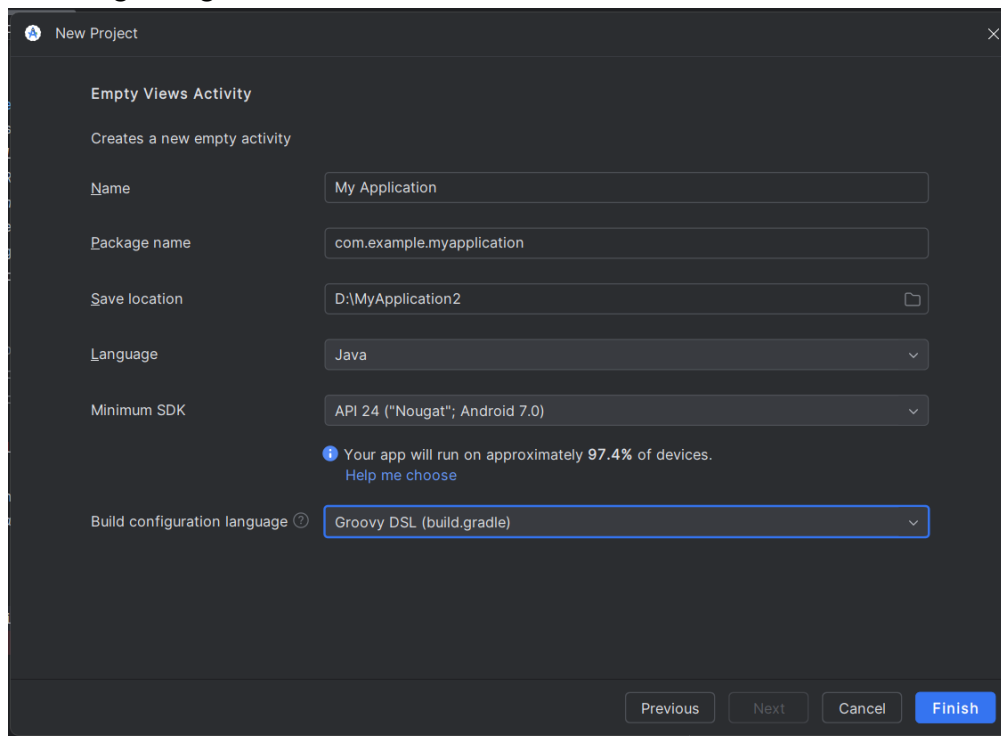 New Project
Empty Views Activity
Creates a new empty activity
Name
My Application
Package name
com.example.myapplication
Save location
D:\MyApplication2
Language
Java
Minimum SDK
API 24 ("Nougat"; Android 7.0)
Your app will run on approximately 97.4% of devices.
Help me choose
Build configuration language
Groovy DSL (build.gradle)
Previous
Next
Cancel
Finish